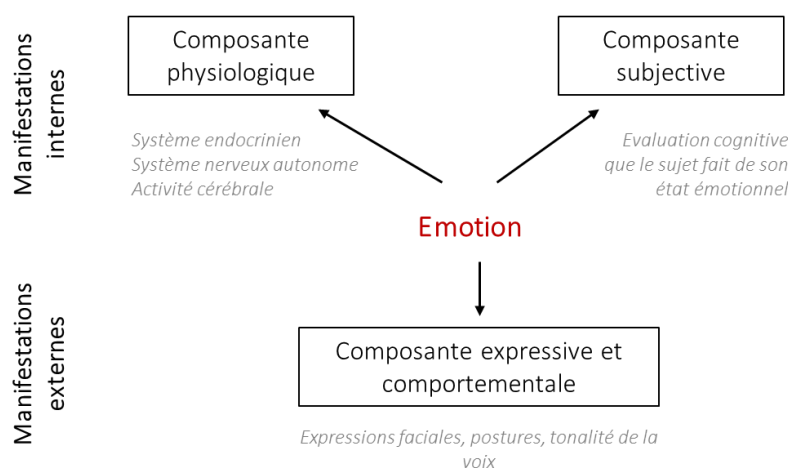 Manifestations
internes
Composante
physiologique
Système endocrinien
Système nerveux autonome
Activité cérébrale
Composante
subjective
Evaluation cognitive
que le sujet fait de son
état émotionnel
Emotion
Manifestations
externes
Composante expressive et
comportementale
Expressions faciales, postures, tonalité de la
voix